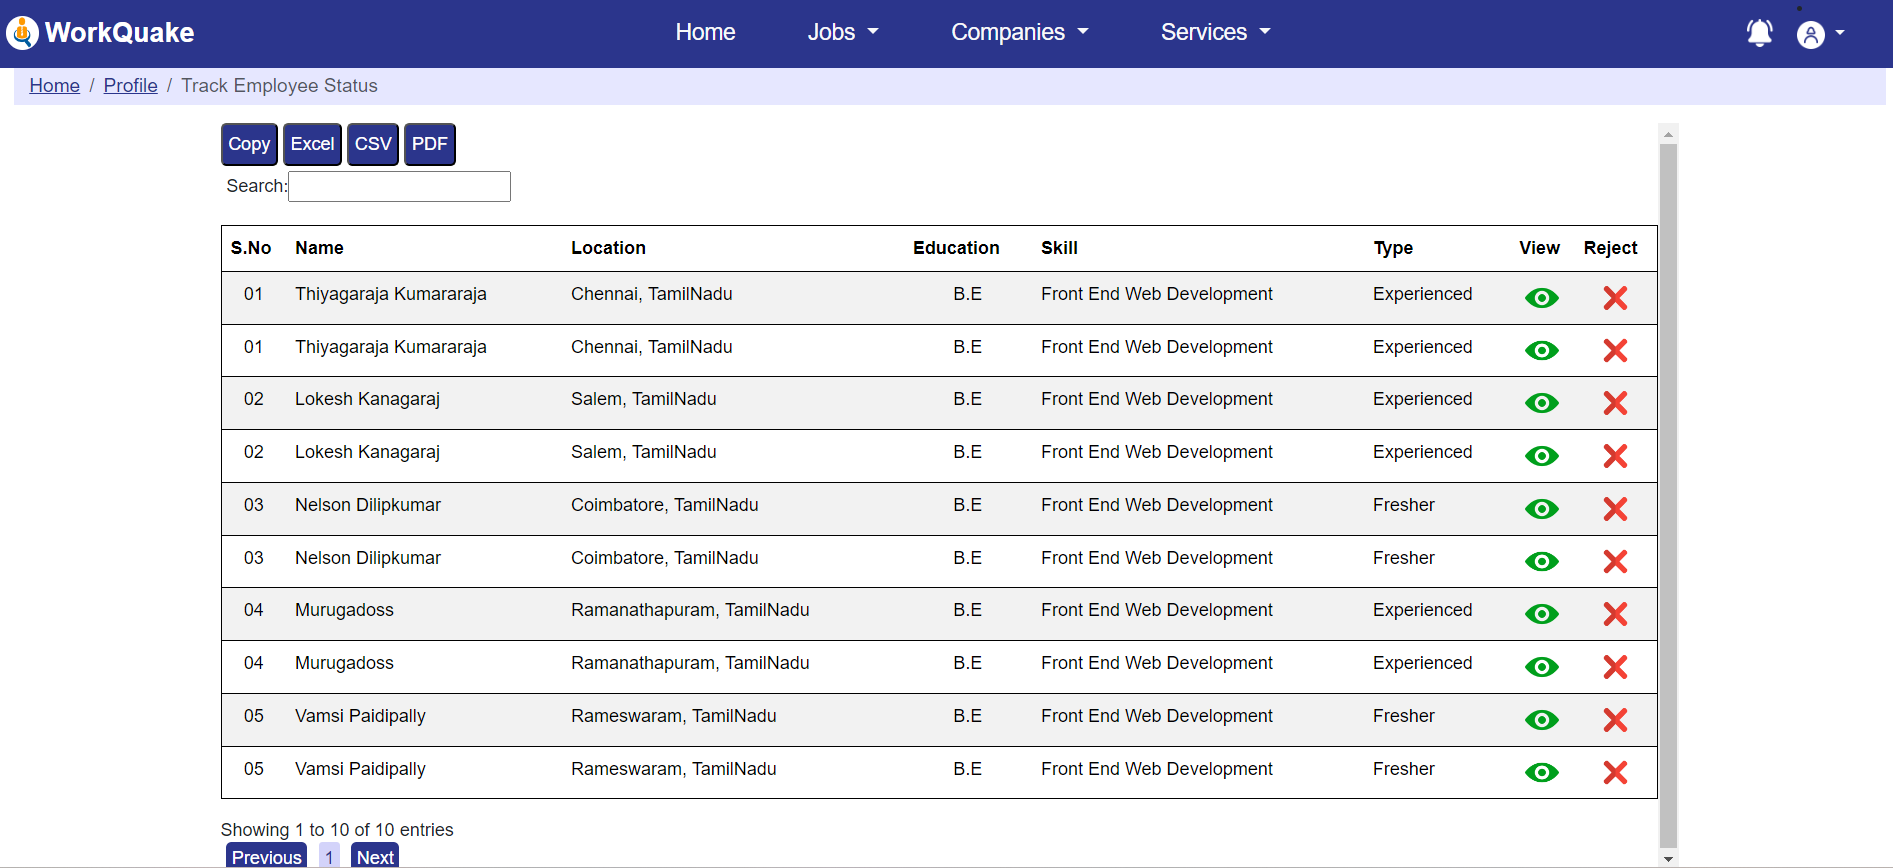 WorkQuake Home Jobs Companies Services
Home / Profile / Track Employee Status
Copy Excel CSV PDF
Search:
S.No Name Location Education Skill Type View Reject
01 Thiyagaraja Kumararaja Chennai, TamilNadu B.E Front End Web Development Experienced
01 Thiyagaraja Kumararaja Chennai, TamilNadu B.E Front End Web Development Experienced
02 Lokesh Kanagaraj Salem, TamilNadu B.E Front End Web Development Experienced
02 Lokesh Kanagaraj Salem, TamilNadu B.E Front End Web Development Experienced
03 Nelson Dilipkumar Coimbatore, TamilNadu B.E Front End Web Development Fresher
03 Nelson Dilipkumar Coimbatore, TamilNadu B.E Front End Web Development Fresher
04 Murugadoss Ramanathapuram, TamilNadu B.E Front End Web Development Experienced
04 Murugadoss Ramanathapuram, TamilNadu B.E Front End Web Development Experienced
05 Vamsi Paidipally Rameswaram, TamilNadu B.E Front End Web Development Fresher
05 Vamsi Paidipally Rameswaram, TamilNadu B.E Front End Web Development Fresher
Showing 1 to 10 of 10 entries
Previous 1 Next